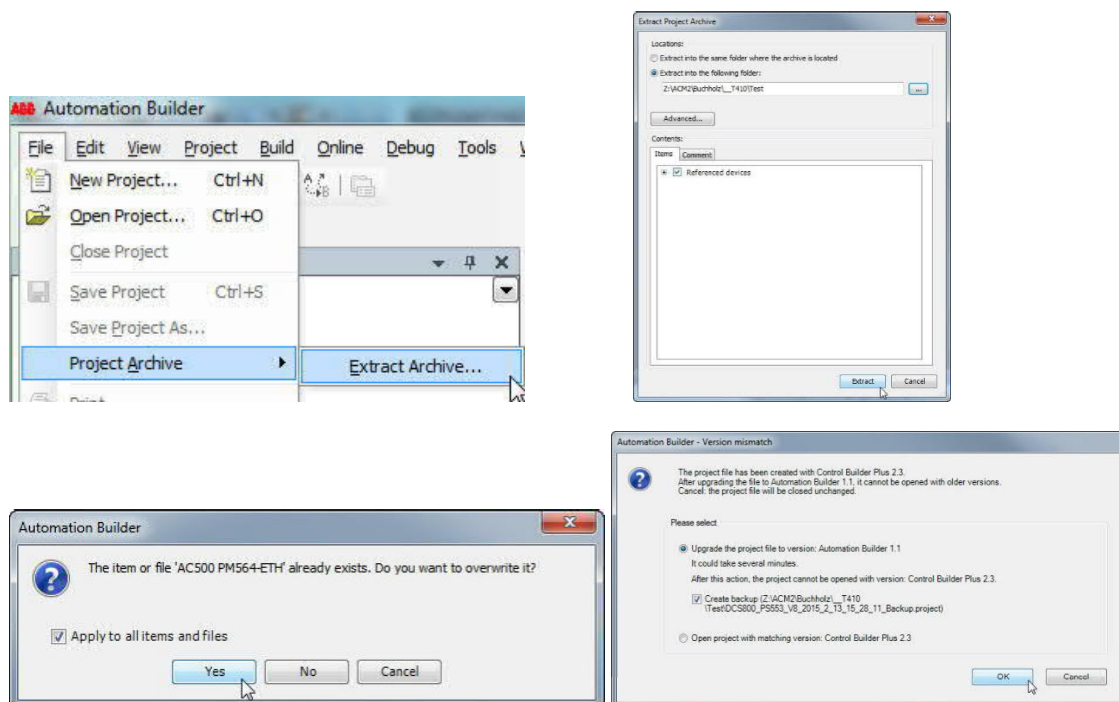 ABB Automation Builder
File Edit View Project Build Online Debug Tools
New Project... Ctrl+N
Open Project... Ctrl+O
Close Project
Save Project Ctrl+S
Save Project As...
Project Archive
Extract Archive...
Extract Project Archive
Locations:
Extract into the same folder where the archive is located
Extract into the following folder:
Z:\ACM2\Buchholz\__T410\Test
...
Advanced...
Contents:
Items Comment
Referenced devices
Extract Cancel
Automation Builder
The item or file 'AC500 PM564-ETH' already exists. Do you want to overwrite it?
Apply to all items and files
Yes No Cancel
Automation Builder - Version mismatch
The project file has been created with Control Builder Plus 2.3.
After upgrading the file to Automation Builder 1.1, it cannot be opened with older versions.
Cancel: the project file will be closed unchanged.
Please select
Upgrade the project file to version: Automation Builder 1.1
It could take several minutes.
After this action, the project cannot be opened with version: Control Builder Plus 2.3.
Create backup (Z:\ACM2\Buchholz\__T410
\Test\DCS800_PS553_V8_2015_2_13_15_28_11_Backup.project)
Open project with matching version: Control Builder Plus 2.3
OK Cancel